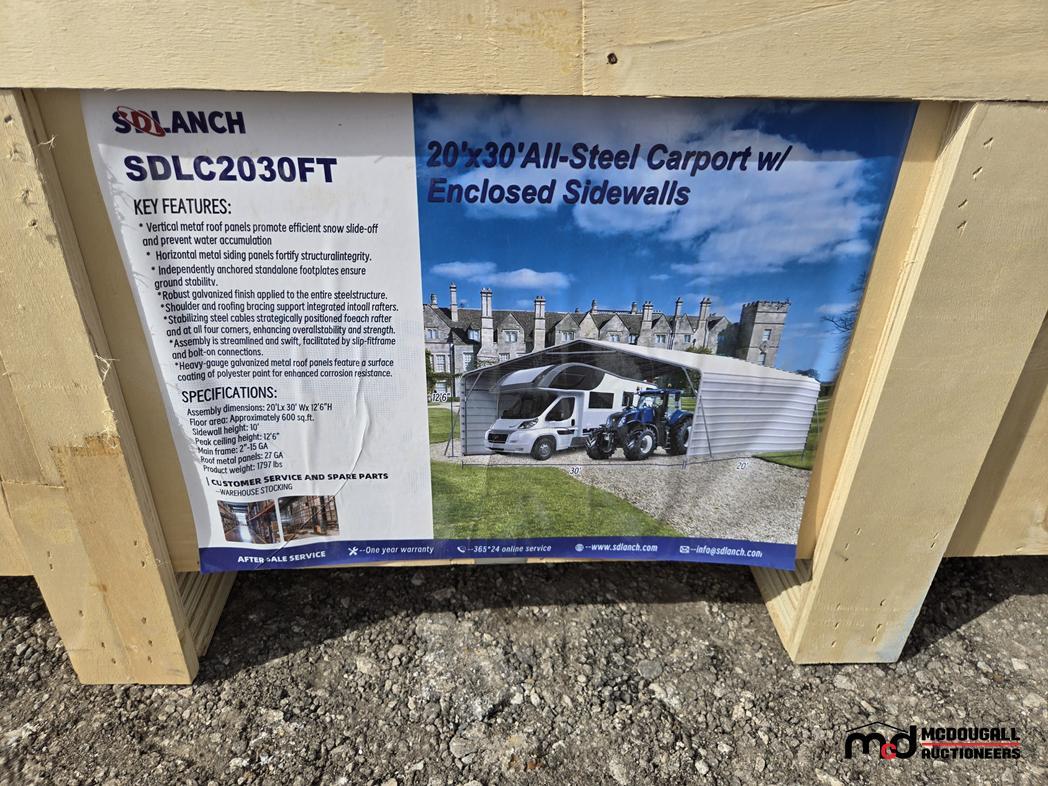 SDLANCH
SDLC2030FT
KEY FEATURES:
* Vertical metaf roof panels promote efficient snow slide-off
and prevent water accumulation
* Horizontal metal siding panels fortify structuralintegrity.
* Independently anchored standalone footplates ensure
ground stability.
*Robust galvanized finish applied to the entire steelstructure.
*Shoulder and roofing bracing support integrated intoall rafters.
*Stabilizing steel cables strategically positioned foeach rafter
and at all four corners, enhancing overallstability and strength.
*Assembly is streamlined and swift, facilitated by slip-fitframe
and bolt-on connections.
*Heavy-gauge galvanized metal roof panels feature a surface
coating of polyester paint for enhanced corrosion resistance.
SPECIFICATIONS:
Assembly dimensions: 20'Lx 30' Wx 12'6"H
Floor area: Approximately 600 sq.ft.
Sidewall height: 10'
Peak ceiling height: 12'6"
Main frame: 2"-15 GA
Roof metal panels: 27 GA
Product weight: 1797 lbs
CUSTOMER SERVICE AND SPARE PARTS
--WAREHOUSE STOCKING
20'x30'All-Steel Carport w/
Enclosed Sidewalls
12'6"
30'
20'
AFTER SALE SERVICE --One year warranty --365*24 online service --www.sdlanch.com --info@sdlanch.com
mcd MCDOUGALL
AUCTIONEERS